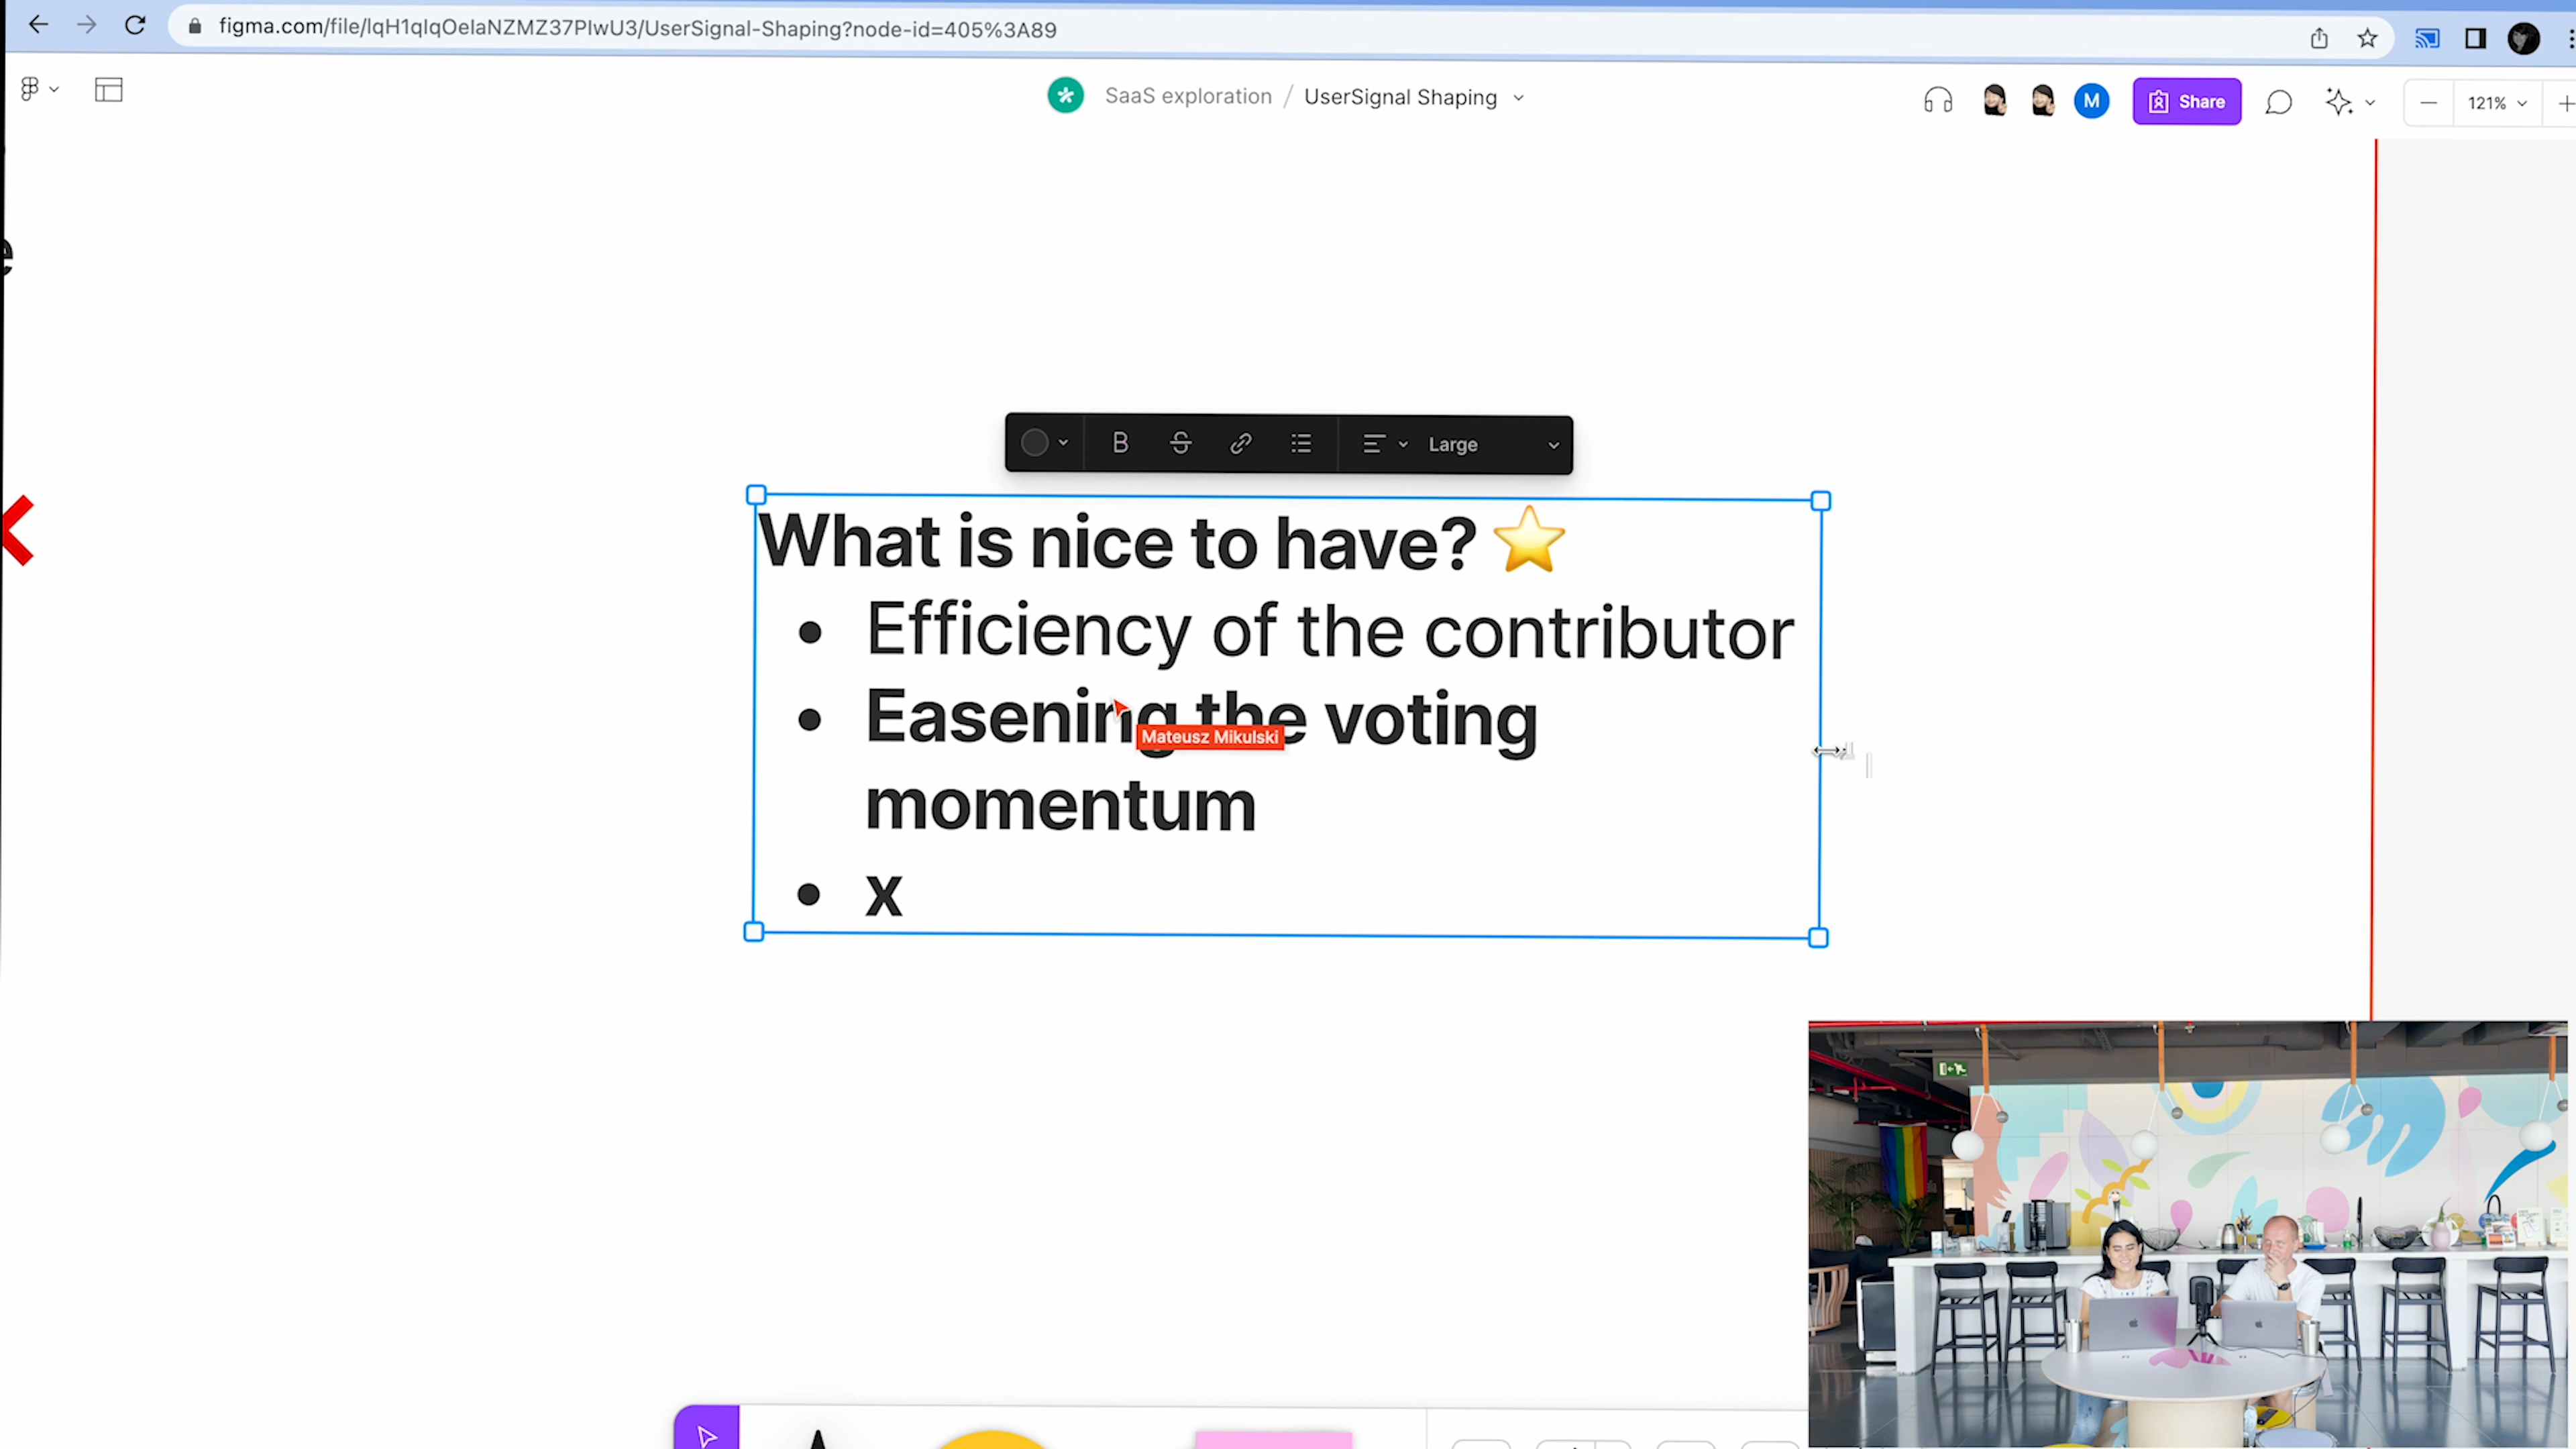 figma.com/file/lqH1qIqOelaNZMZ37PIwU3/UserSignal-Shaping?node-id=405%3A89
SaaS exploration / UserSignal Shaping
M
Share
121%
e
Large
What is nice to have? ⭐
• Efficiency of the contributor
• Easening the voting
Mateusz Mikulski
momentum
• x